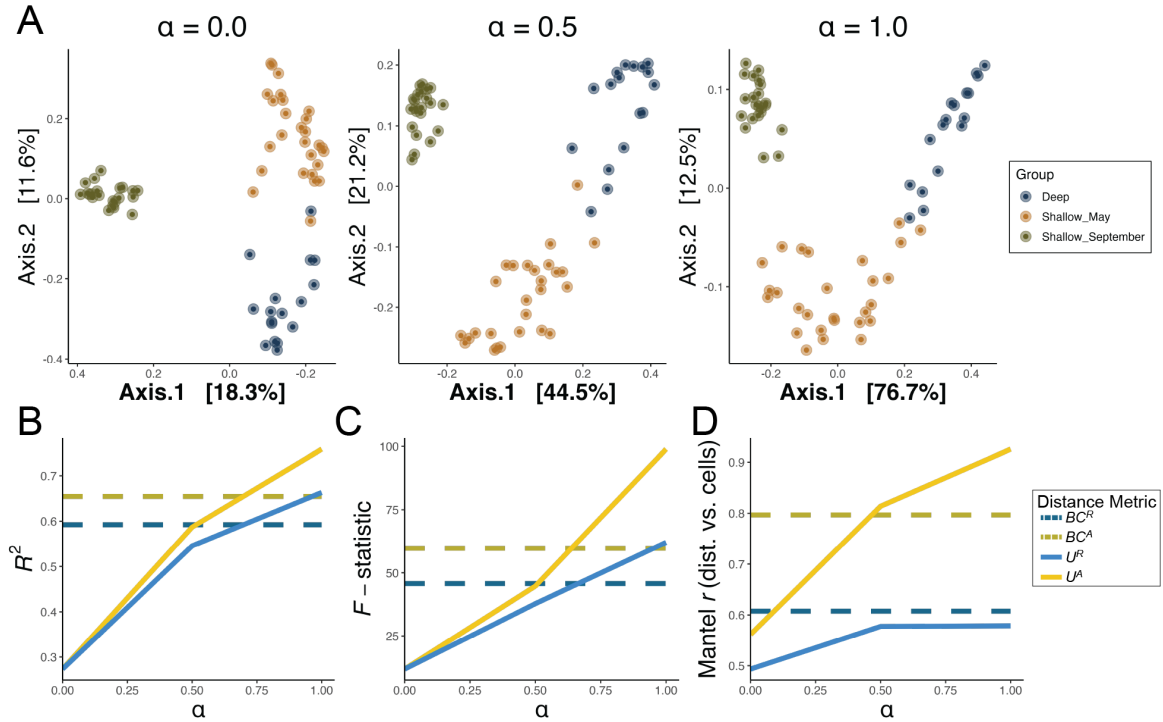 A
α = 0.0
α = 0.5
α = 1.0
Axis.2 [11.6%]
0.2
0.0
-0.2
-0.4
0.4
0.2
0.0
-0.2
Axis.1 [18.3%]
Axis.2 [21.2%]
0.2
0.1
0.0
-0.1
-0.2
-0.2
0.0
0.2
0.4
Axis.1 [44.5%]
Axis.2 [12.5%]
0.1
0.0
-0.1
-0.2
0.0
0.2
0.4
Axis.1 [76.7%]
Group
Deep
Shallow_May
Shallow_September
B
R²
0.7
0.6
0.5
0.4
0.3
0.00
0.25
0.50
0.75
1.00
α
C
F – statistic
100
75
50
25
0.00
0.25
0.50
0.75
1.00
α
D
Mantel r (dist. vs. cells)
0.9
0.8
0.7
0.6
0.5
0.00
0.25
0.50
0.75
1.00
α
Distance Metric
BCᴿ
BCᴬ
Uᴿ
Uᴬ